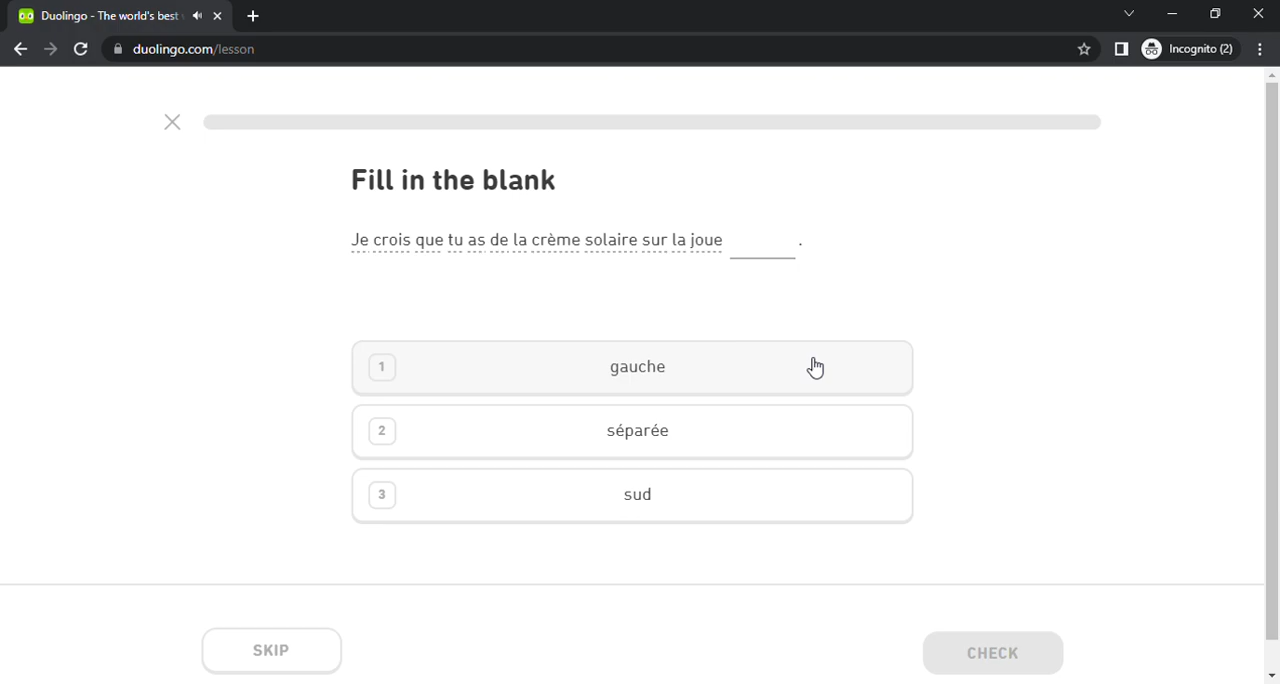 Duolingo - The world's best
duolingo.com/lesson
Incognito (2)
Fill in the blank
Je crois que tu as de la crème solaire sur la joue ______ .
1 gauche
2 séparée
3 sud
SKIP
CHECK